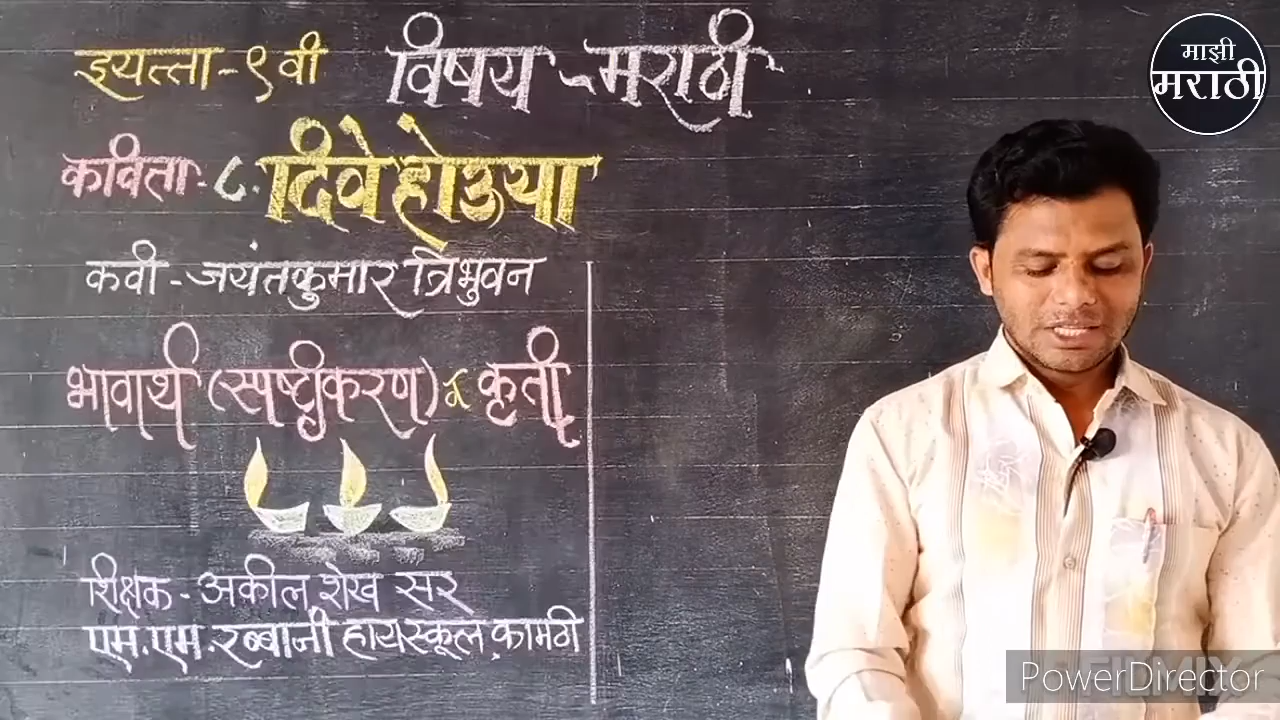 इयत्ता-९वी विषय-मराठी
माझी
मराठी
कविता-८.दिवे होऊया
कवी-जयंतकुमार त्रिभुवन
भावार्थ (स्पष्टीकरण) व कृती
शिक्षक-अकील शेख सर
एम.एम.रब्बानी हायस्कूल,कामठी
PowerDirector